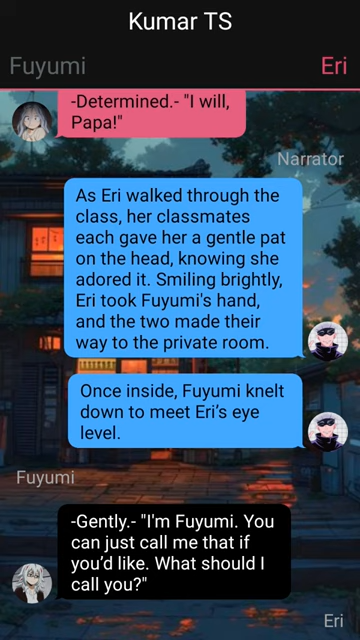 Kumar TS
Fuyumi
Eri
-Determined.- "I will,
Papa!"
Narrator
As Eri walked through the
class, her classmates
each gave her a gentle pat
on the head, knowing she
adored it. Smiling brightly,
Eri took Fuyumi's hand,
and the two made their
way to the private room.
Once inside, Fuyumi knelt
down to meet Eri’s eye
level.
Fuyumi
-Gently.- "I'm Fuyumi. You
can just call me that if
you’d like. What should I
call you?"
Eri